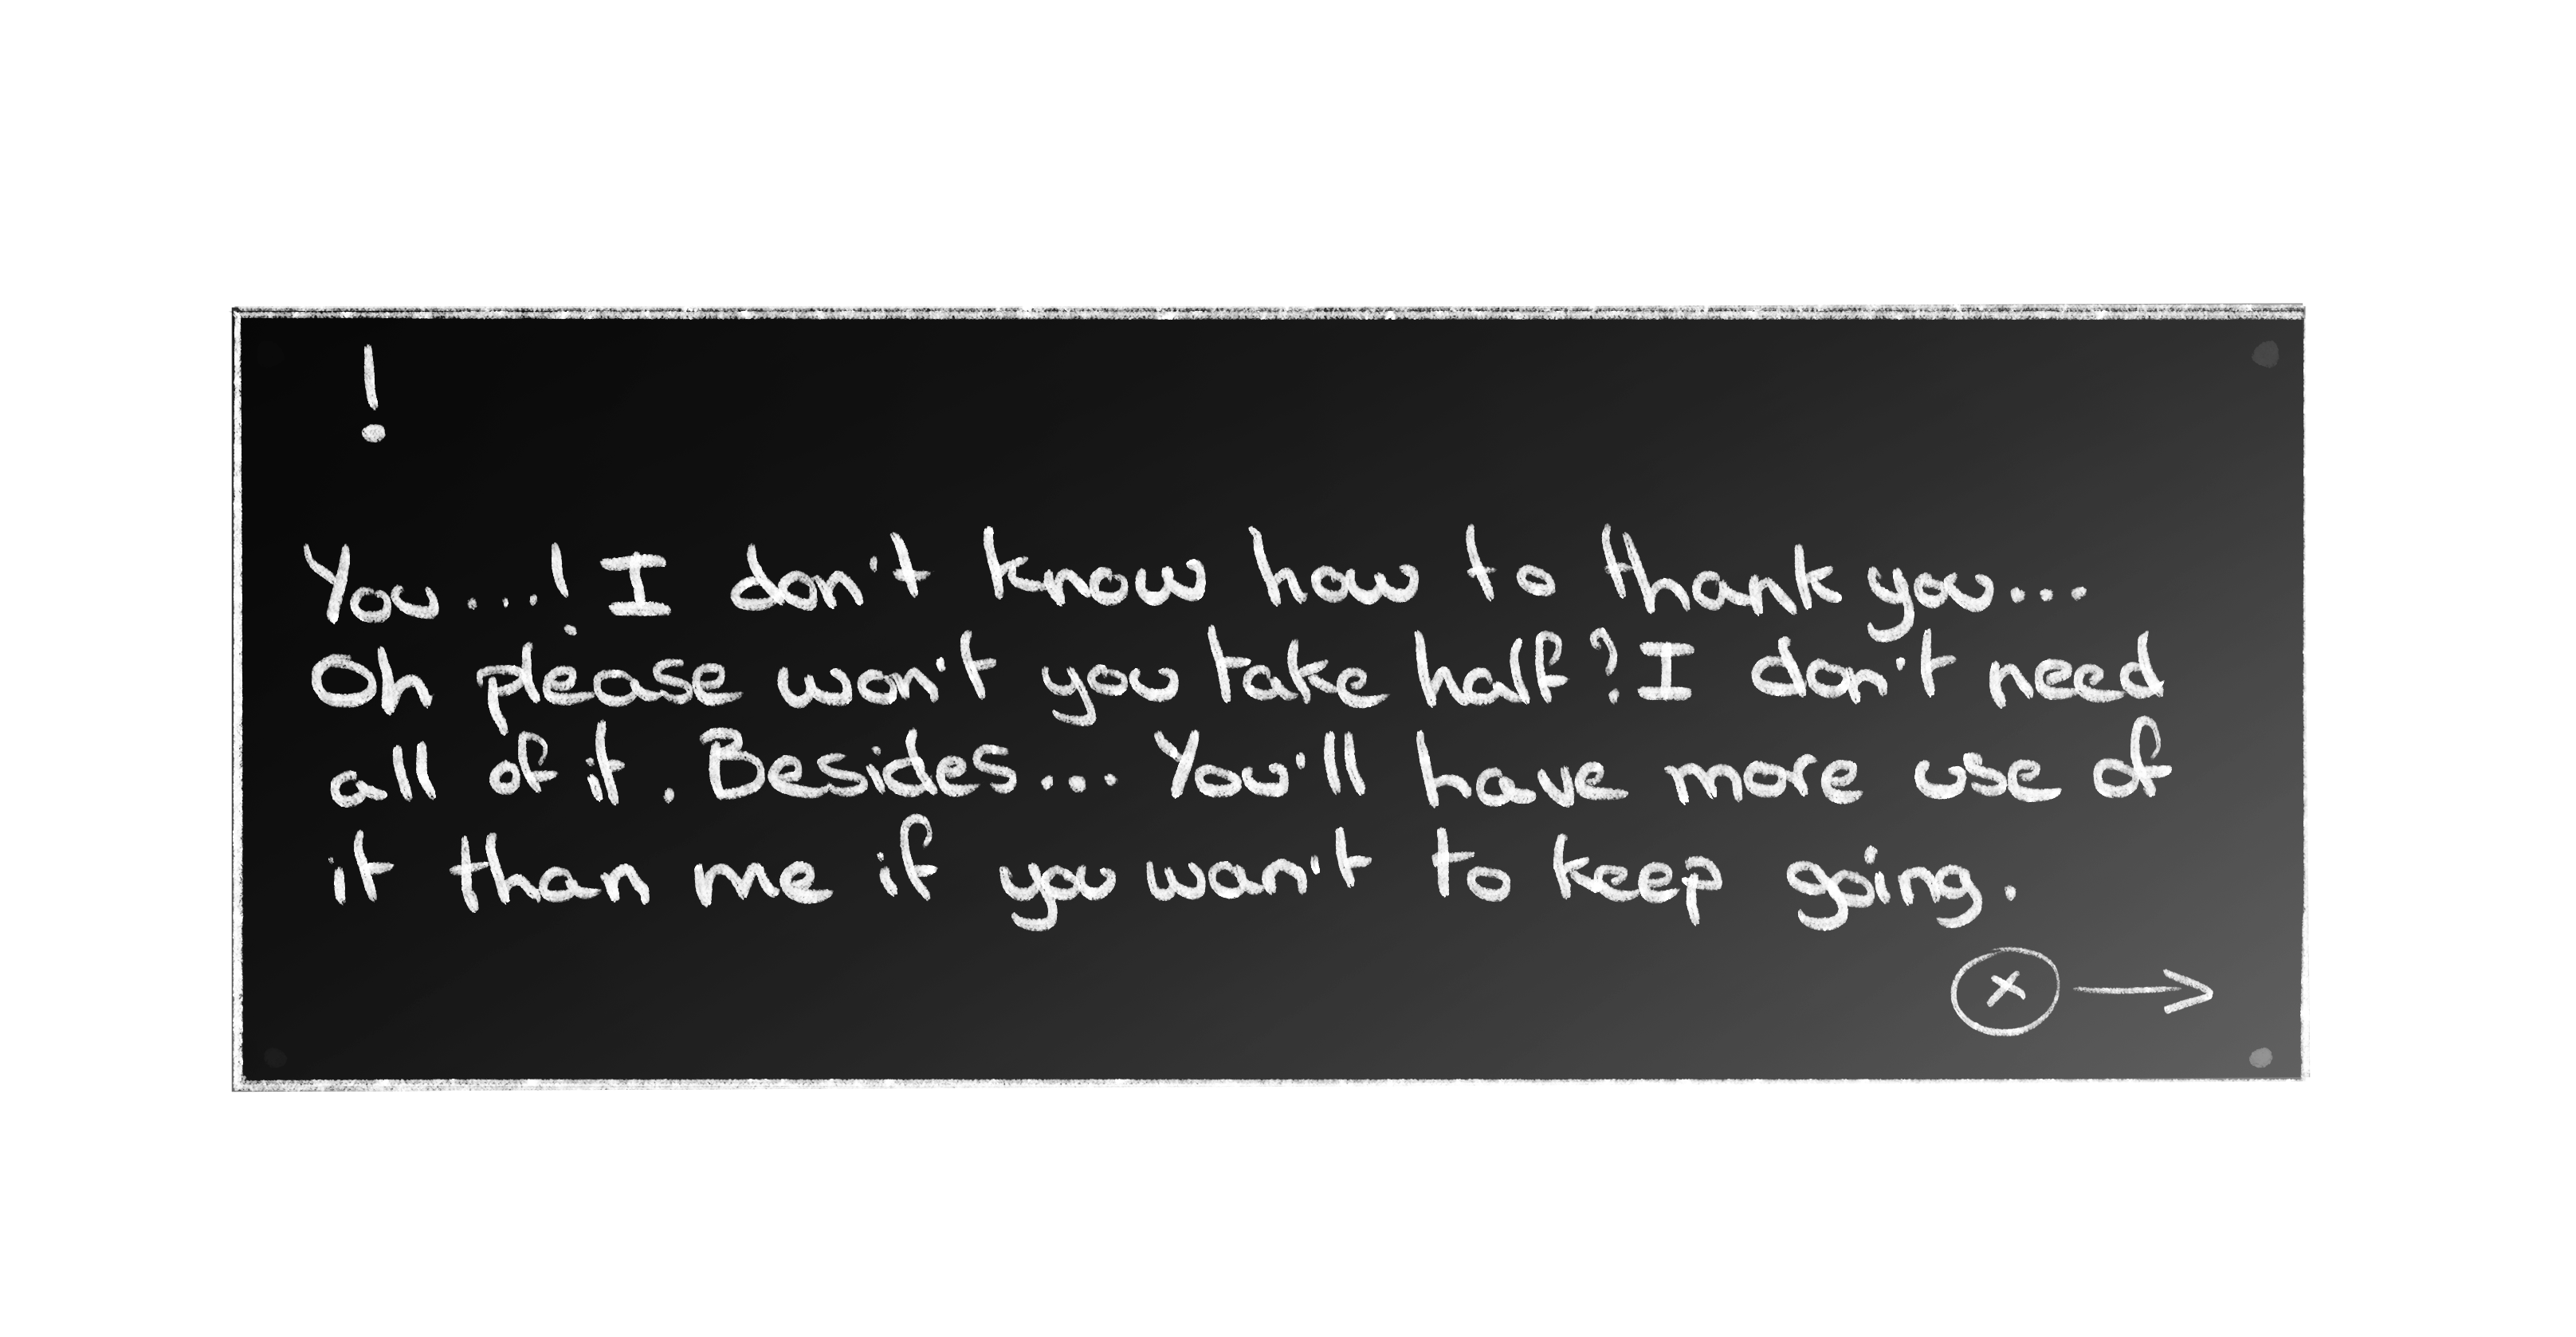 !
You...! I don't know how to thank you...
Oh please won't you take half? I don't need
all of it. Besides... You'll have more use of
it than me if you wan't to keep going.
X →